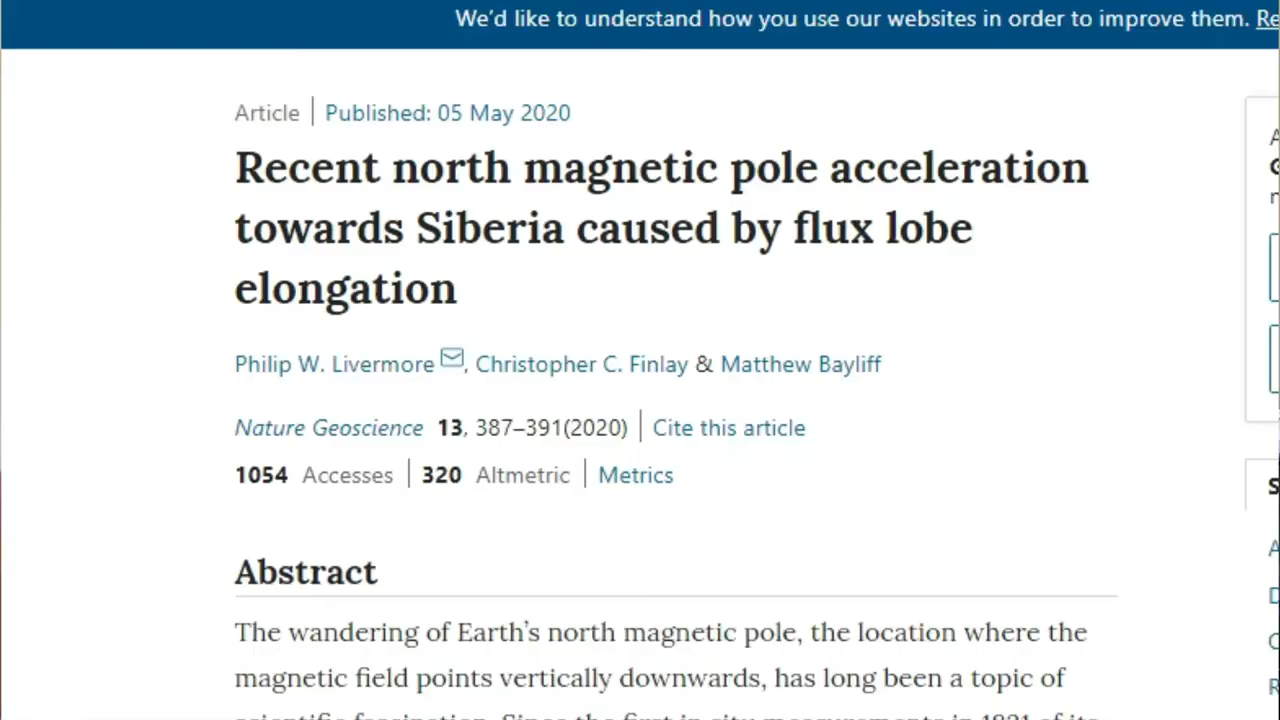 We'd like to understand how you use our websites in order to improve them.
Article | Published: 05 May 2020
Recent north magnetic pole acceleration
towards Siberia caused by flux lobe
elongation
Philip W. Livermore, Christopher C. Finlay & Matthew Bayliff
Nature Geoscience 13, 387–391(2020) | Cite this article
1054 Accesses | 320 Altmetric | Metrics
Abstract
The wandering of Earth's north magnetic pole, the location where the
magnetic field points vertically downwards, has long been a topic of